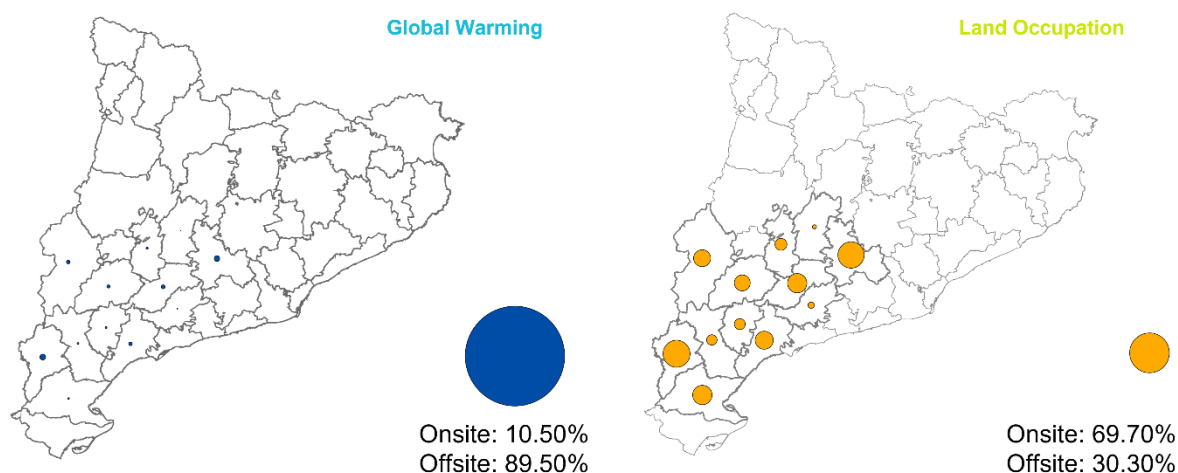 Global Warming
Land Occupation
Onsite: 10.50%
Offsite: 89.50%
Onsite: 69.70%
Offsite: 30.30%